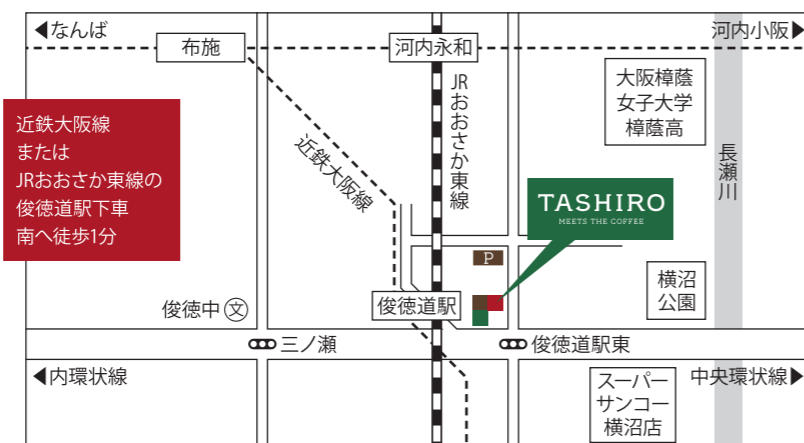 ◀なんば
河内小阪▶
布施
河内永和
大阪樟蔭
女子大学
樟蔭高
JRおおさか東線
近鉄大阪線
または
JRおおさか東線の
俊徳道駅下車
南へ徒歩1分
近鉄大阪線
長瀬川
TASHIRO
MEETS THE COFFEE
P
横沼
公園
俊徳中 文
俊徳道駅
三ノ瀬
俊徳道駅東
◀内環状線
中央環状線▶
スーパー
サンコー
横沼店